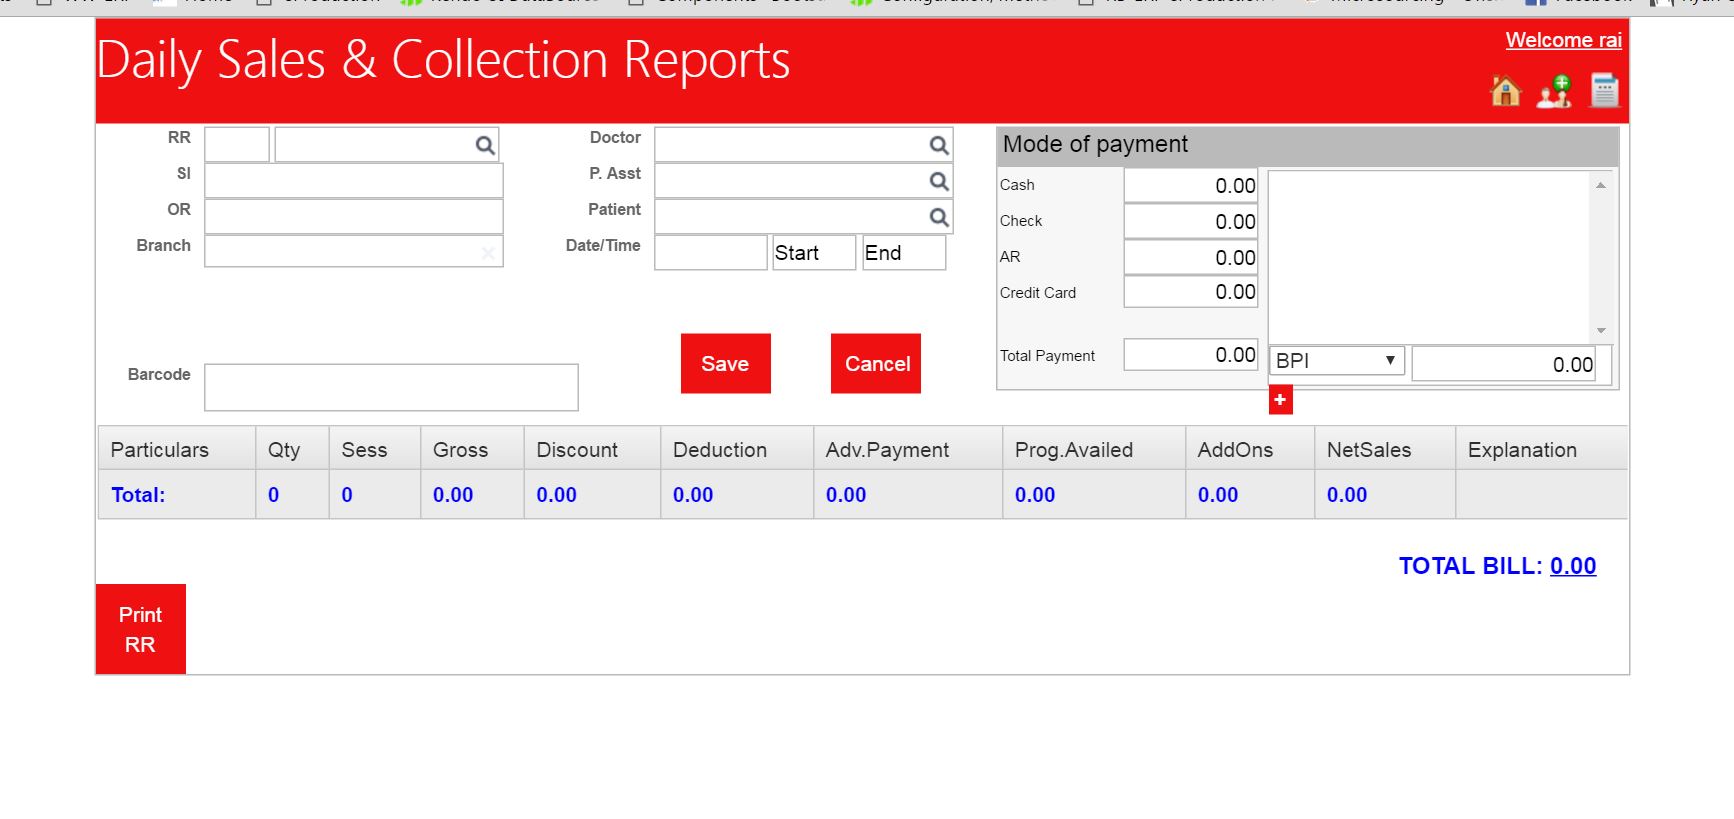 Daily Sales & Collection Reports
Welcome rai
RR
SI
OR
Branch
Barcode
Doctor
P. Asst
Patient
Date/Time
Start
End
Save
Cancel
Mode of payment
Cash 0.00
Check 0.00
AR 0.00
Credit Card 0.00
Total Payment 0.00
BPI 0.00
+
Particulars Qty Sess Gross Discount Deduction Adv.Payment Prog.Availed AddOns NetSales Explanation
Total: 0 0 0.00 0.00 0.00 0.00 0.00 0.00 0.00
TOTAL BILL: 0.00
Print
RR